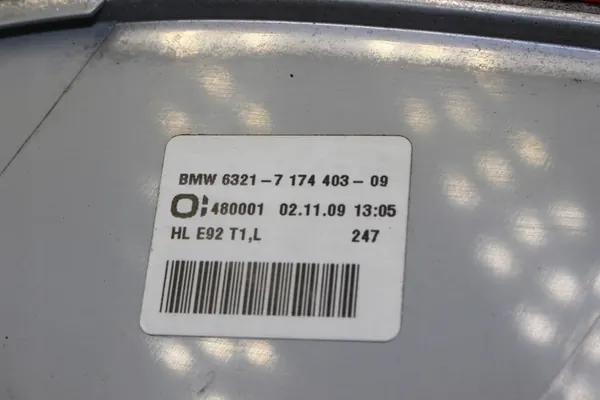 BMW 6321-7 174 403-09
480001 02.11.09 13:05
HL E92 T1,L 247